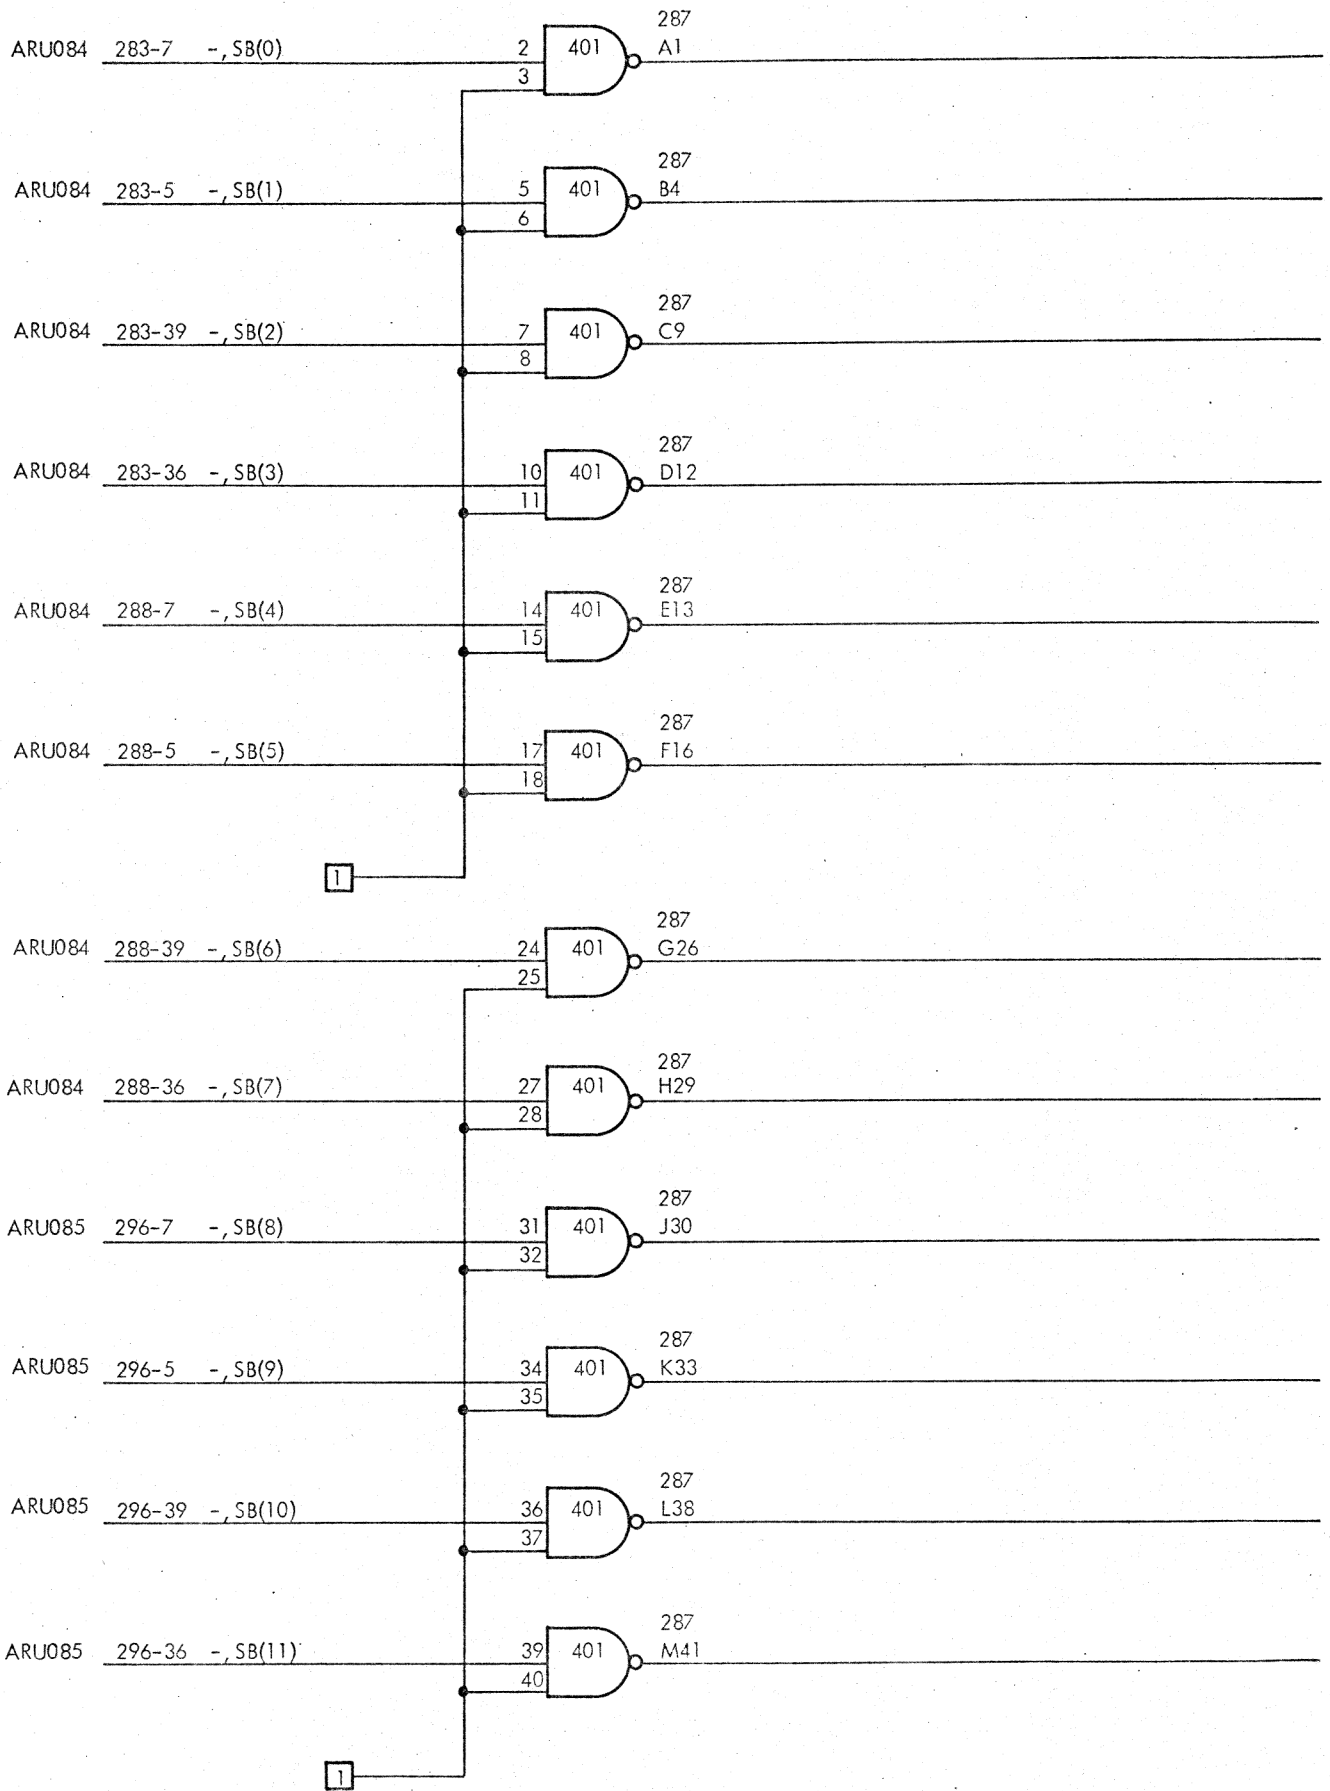 287
ARU084 283-7 -, SB(0) 2 401 A1
3
287
ARU084 283-5 -, SB(1) 5 401 B4
6
287
ARU084 283-39 -, SB(2) 7 401 C9
8
287
ARU084 283-36 -, SB(3) 10 401 D12
11
287
ARU084 288-7 -, SB(4) 14 401 E13
15
287
ARU084 288-5 -, SB(5) 17 401 F16
18
1
287
ARU084 288-39 -, SB(6) 24 401 G26
25
287
ARU084 288-36 -, SB(7) 27 401 H29
28
287
ARU085 296-7 -, SB(8) 31 401 J30
32
287
ARU085 296-5 -, SB(9) 34 401 K33
35
287
ARU085 296-39 -, SB(10) 36 401 L38
37
287
ARU085 296-36 -, SB(11) 39 401 M41
40
1